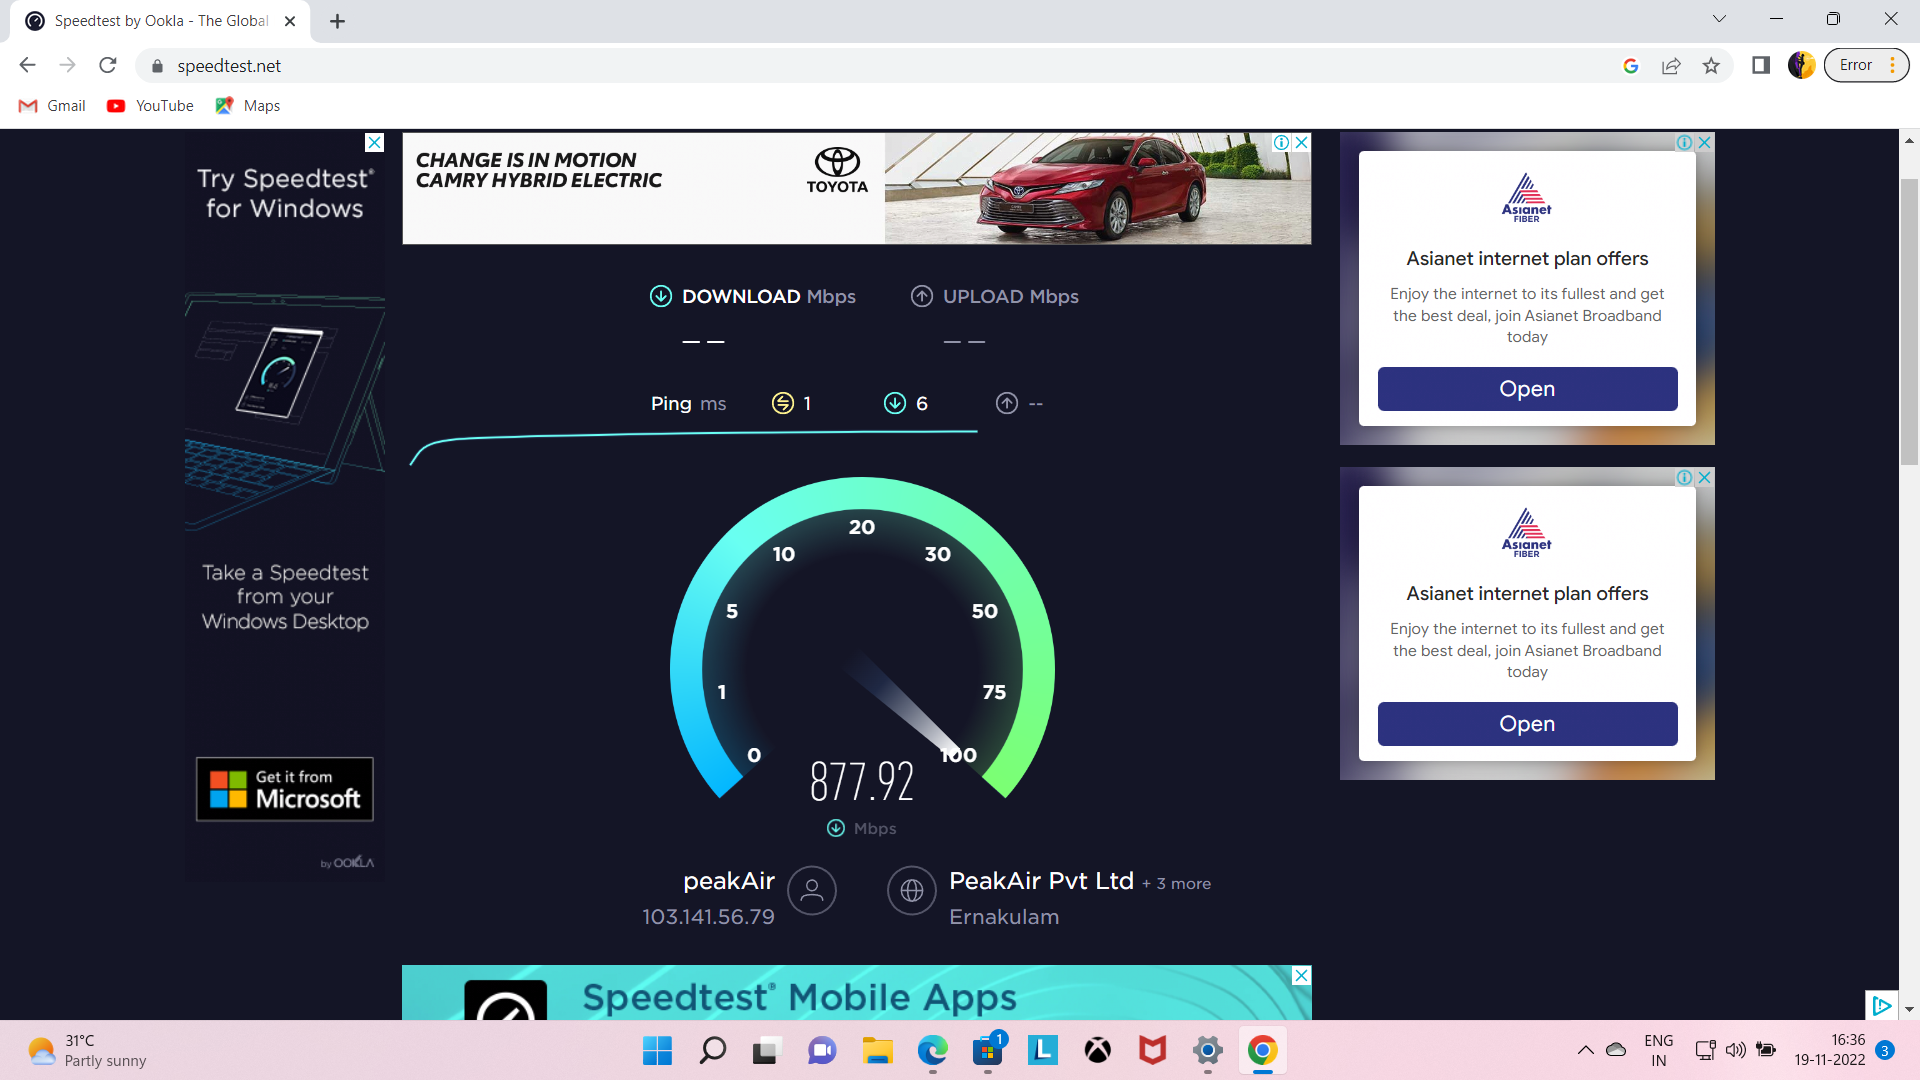 Speedtest by Ookla - The Global
speedtest.net
Error
Gmail
YouTube
Maps
Try Speedtest®
for Windows
Take a Speedtest
from your
Windows Desktop
Get it from
Microsoft
by OOKLA
CHANGE IS IN MOTION
CAMRY HYBRID ELECTRIC
TOYOTA
DOWNLOAD Mbps
UPLOAD Mbps
— —
— —
Ping ms
1
6
--
0
1
5
10
20
30
50
75
100
877.92
Mbps
peakAir
103.141.56.79
PeakAir Pvt Ltd + 3 more
Ernakulam
Speedtest® Mobile Apps
Asianet
FIBER
Asianet internet plan offers
Enjoy the internet to its fullest and get
the best deal, join Asianet Broadband
today
Open
Asianet
FIBER
Asianet internet plan offers
Enjoy the internet to its fullest and get
the best deal, join Asianet Broadband
today
Open
31°C
Partly sunny
1
L
ENG
IN
16:36
19-11-2022
3